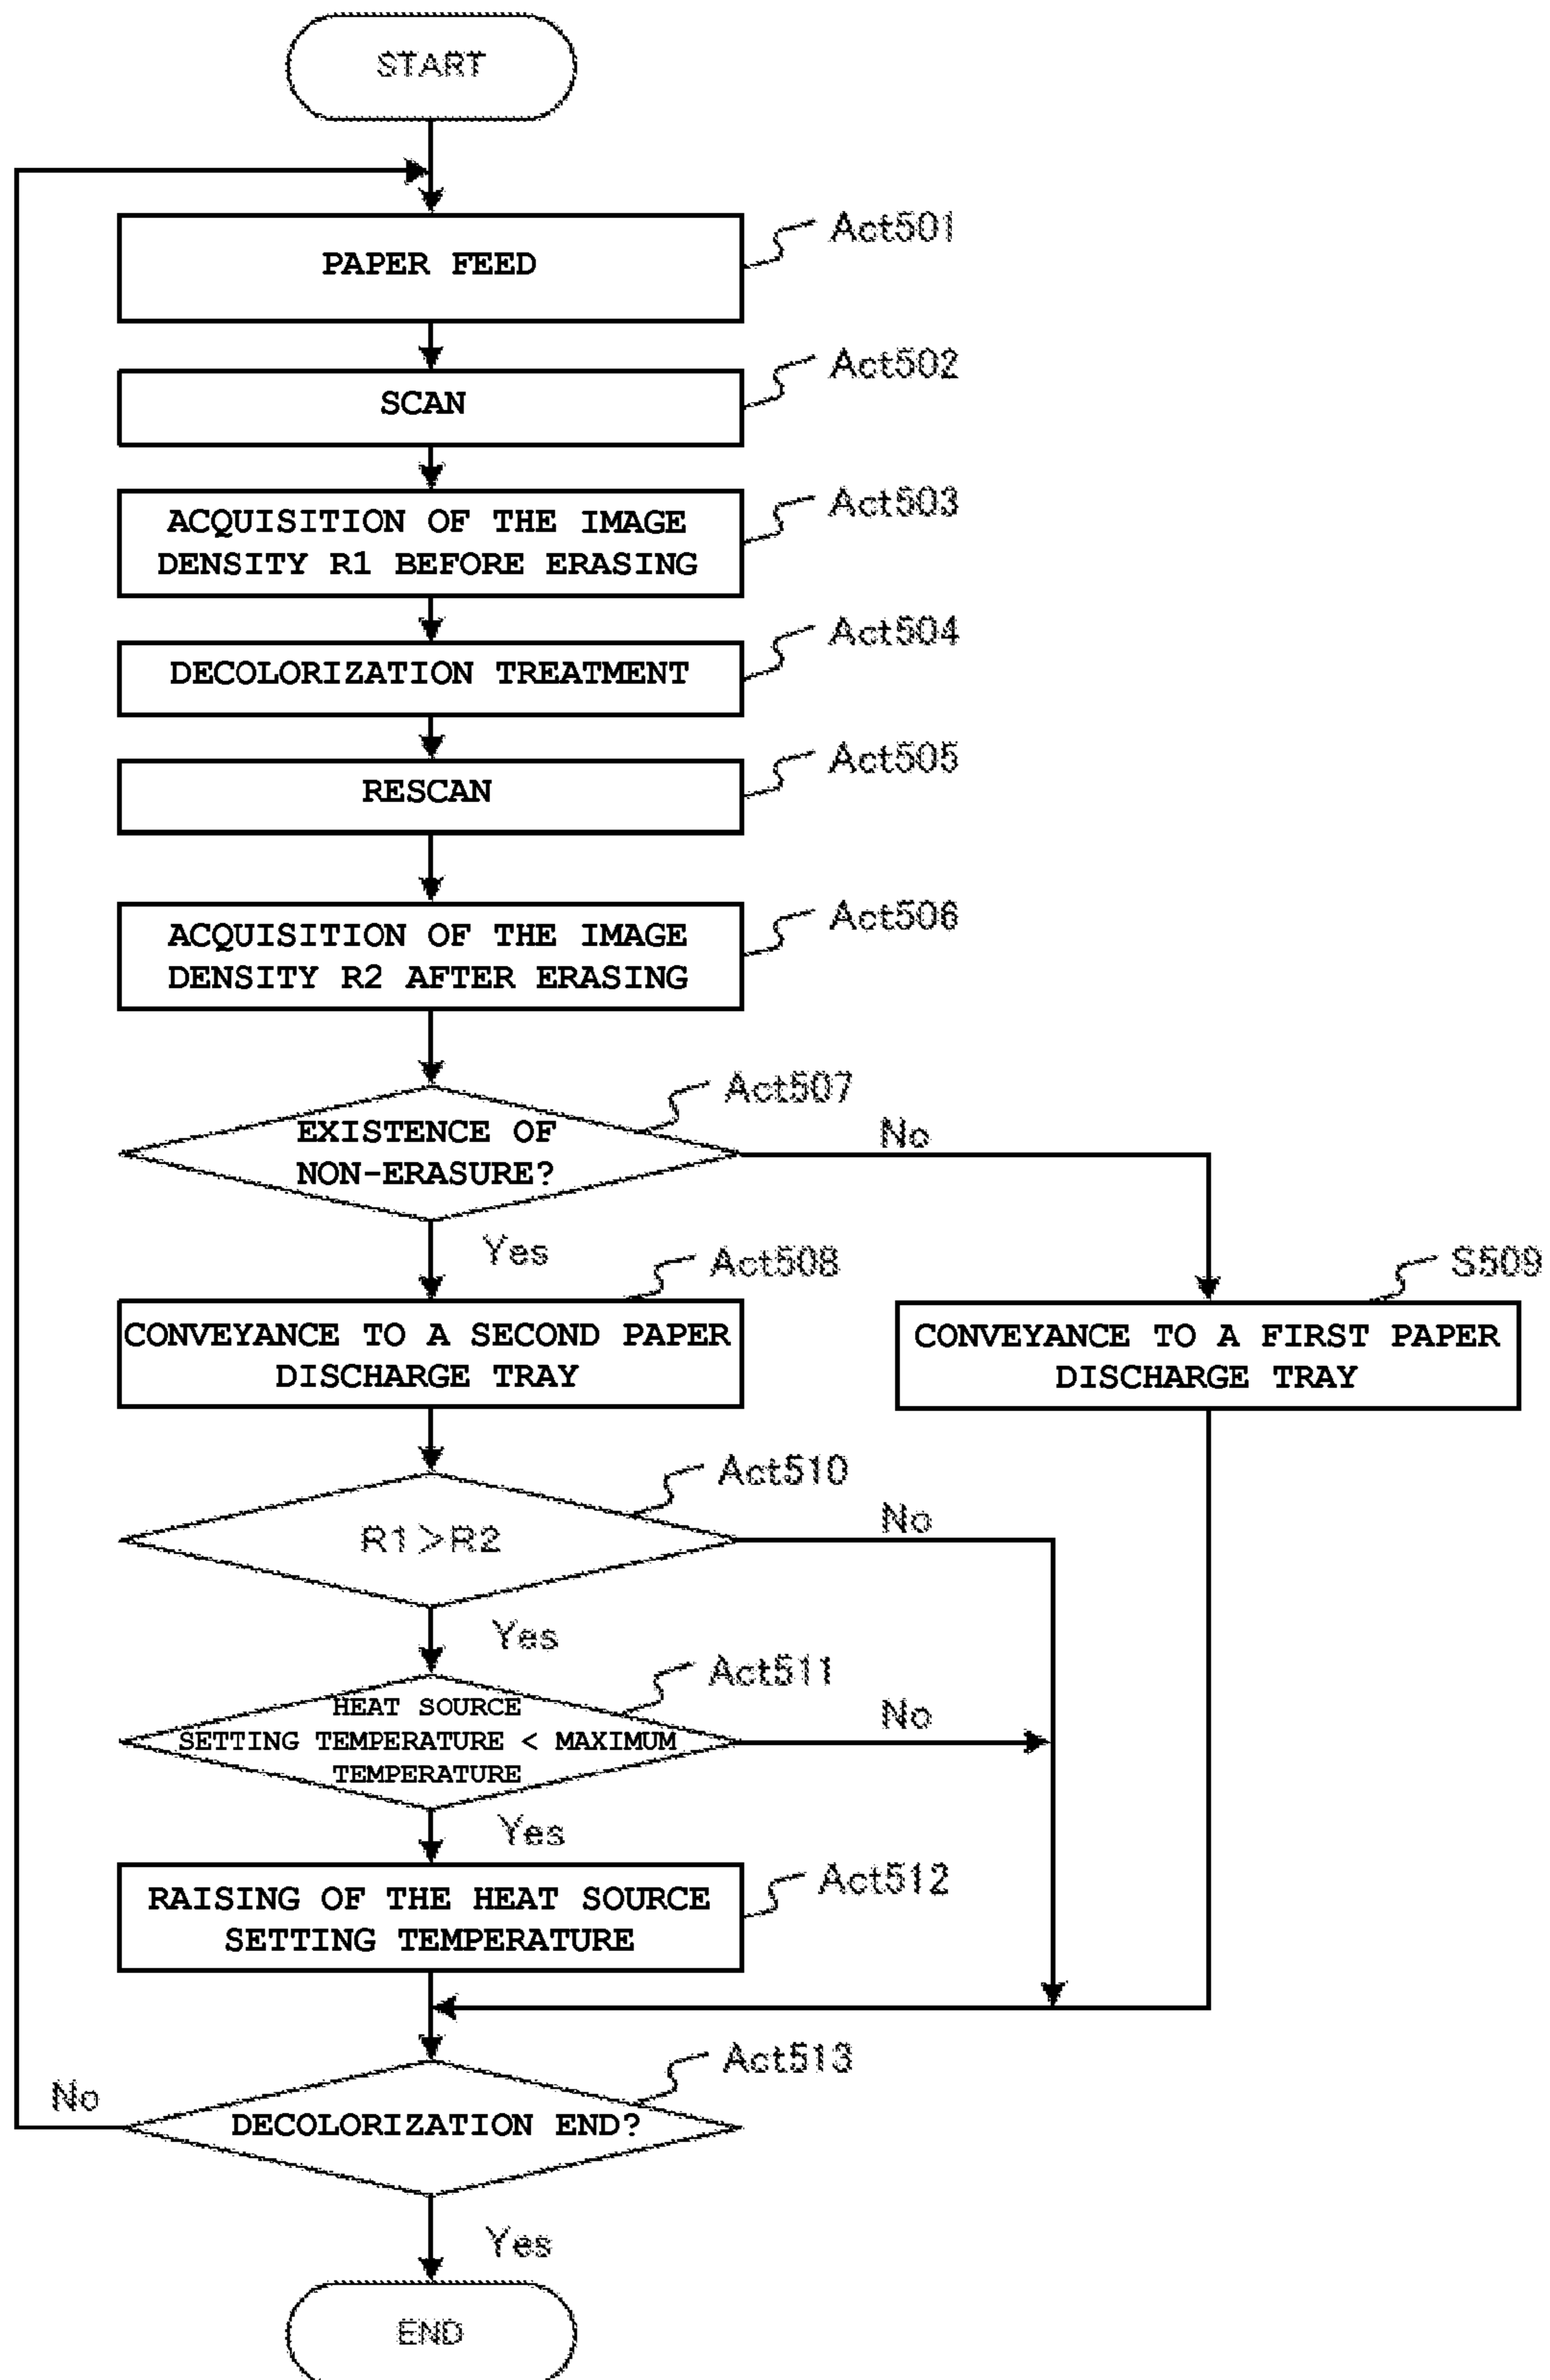 START
Act501
PAPER FEED
Act502
SCAN
Act503
ACQUISITION OF THE IMAGE
DENSITY R1 BEFORE ERASING
Act504
DECOLORIZATION TREATMENT
Act505
RESCAN
Act506
ACQUISITION OF THE IMAGE
DENSITY R2 AFTER ERASING
Act507
EXISTENCE OF
NON-ERASURE?
No
Yes
Act508
S509
CONVEYANCE TO A SECOND PAPER
DISCHARGE TRAY
CONVEYANCE TO A FIRST PAPER
DISCHARGE TRAY
Act510
R1>R2
No
Yes
Act511
HEAT SOURCE
SETTING TEMPERATURE < MAXIMUM
TEMPERATURE
No
Yes
Act512
RAISING OF THE HEAT SOURCE
SETTING TEMPERATURE
Act513
No
DECOLORIZATION END?
Yes
END